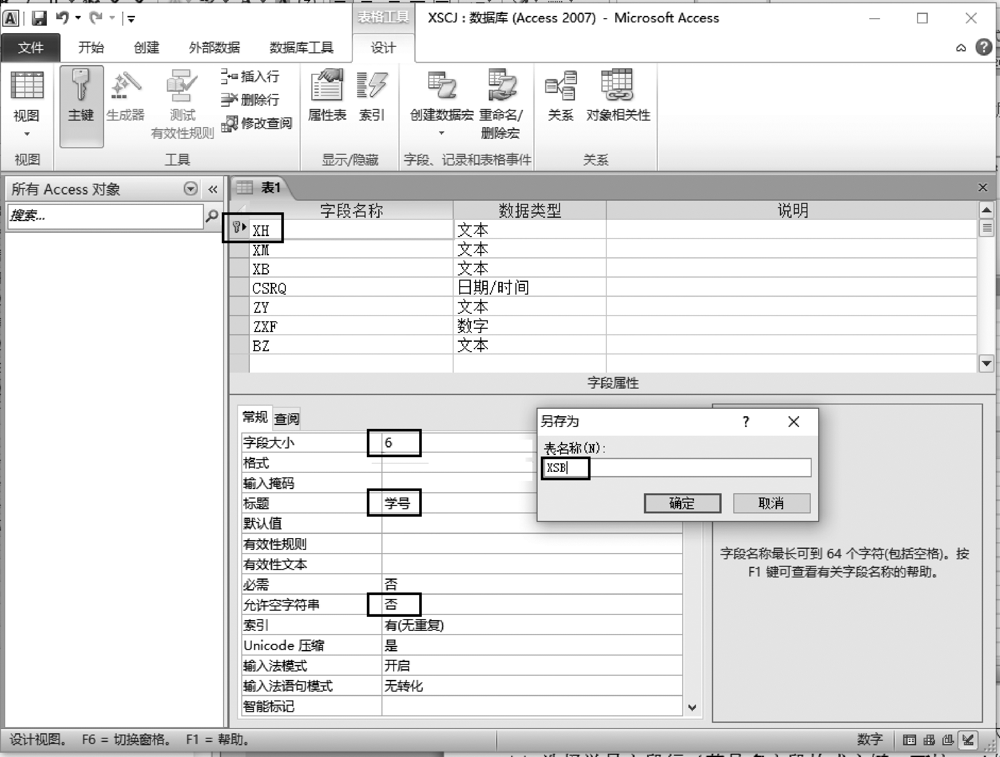 表格工具
XSCJ : 数据库 (Access 2007) - Microsoft Access
文件 开始 创建 外部数据 数据库工具 设计
视图
主键
生成器
测试
有效性规则
插入行
删除行
修改查阅
属性表
索引
创建数据宏
重命名/
删除宏
关系
对象相关性
视图 工具 显示/隐藏 字段、记录和表格事件 关系
所有 Access 对象
搜索...
表1
字段名称 数据类型 说明
XH 文本
XM 文本
XB 文本
CSRQ 日期/时间
ZY 文本
ZXF 数字
BZ 文本
字段属性
常规 查阅
字段大小 6
格式
输入掩码
标题 学号
默认值
有效性规则
有效性文本
必需 否
允许空字符串 否
索引 有(无重复)
Unicode 压缩 是
输入法模式 开启
输入法语句模式 无转化
智能标记
另存为
表名称(N):
XSB
确定 取消
字段名称最长可到 64 个字符(包括空格)。按
F1 键可查看有关字段名称的帮助。
设计视图。 F6 = 切换窗格。 F1 = 帮助。 数字